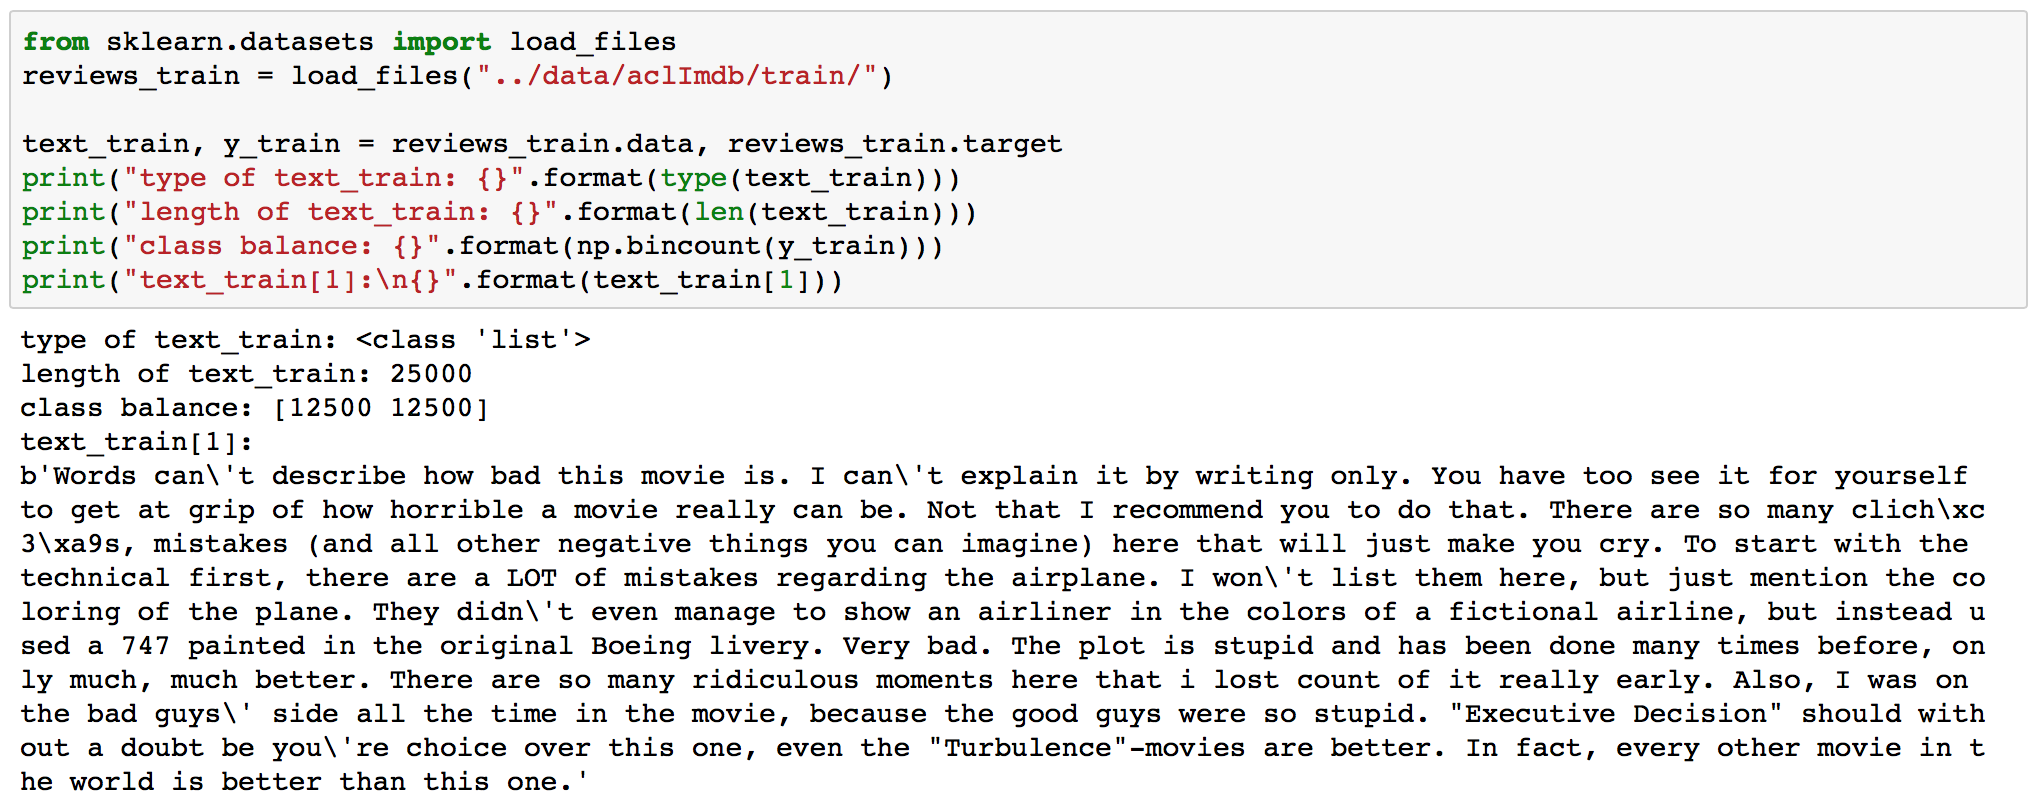 from sklearn.datasets import load_files
reviews_train = load_files("../data/aclImdb/train/")
text_train, y_train = reviews_train.data, reviews_train.target
print("type of text_train: {}".format(type(text_train)))
print("length of text_train: {}".format(len(text_train)))
print("class balance: {}".format(np.bincount(y_train)))
print("text_train[1]:\n{}".format(text_train[1]))
type of text_train: <class 'list'>
length of text_train: 25000
class balance: [12500 12500]
text_train[1]:
b'Words can\'t describe how bad this movie is. I can\'t explain it by writing only. You have too see it for yourself
to get at grip of how horrible a movie really can be. Not that I recommend you to do that. There are so many clich\xc
3\xa9s, mistakes (and all other negative things you can imagine) here that will just make you cry. To start with the
technical first, there are a LOT of mistakes regarding the airplane. I won\'t list them here, but just mention the co
loring of the plane. They didn\'t even manage to show an airliner in the colors of a fictional airline, but instead u
sed a 747 painted in the original Boeing livery. Very bad. The plot is stupid and has been done many times before, on
ly much, much better. There are so many ridiculous moments here that i lost count of it really early. Also, I was on
the bad guys\' side all the time in the movie, because the good guys were so stupid. "Executive Decision" should with
out a doubt be you\'re choice over this one, even the "Turbulence"-movies are better. In fact, every other movie in t
he world is better than this one.'